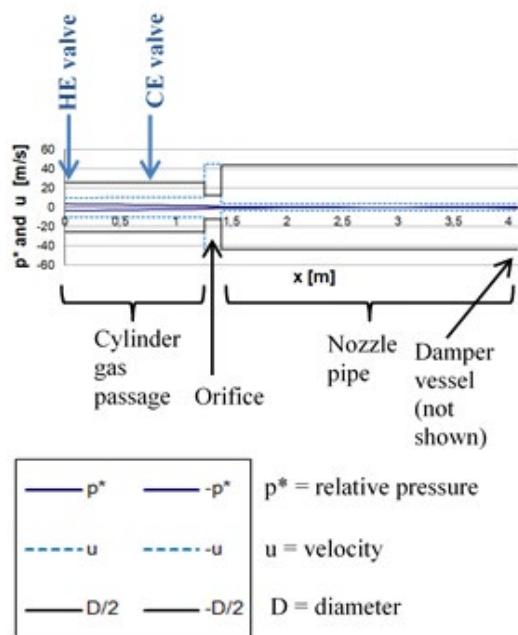 HE valve
CE valve
p* and u [m/s]
60
40
20
0
-20
-40
-60
0 0,5 1 1,5 2 2,5 3 3,5 4
x [m]
Cylinder
gas
passage
Orifice
Nozzle
pipe
Damper
vessel
(not
shown)
p* -p* p* = relative pressure
u -u u = velocity
D/2 -D/2 D = diameter